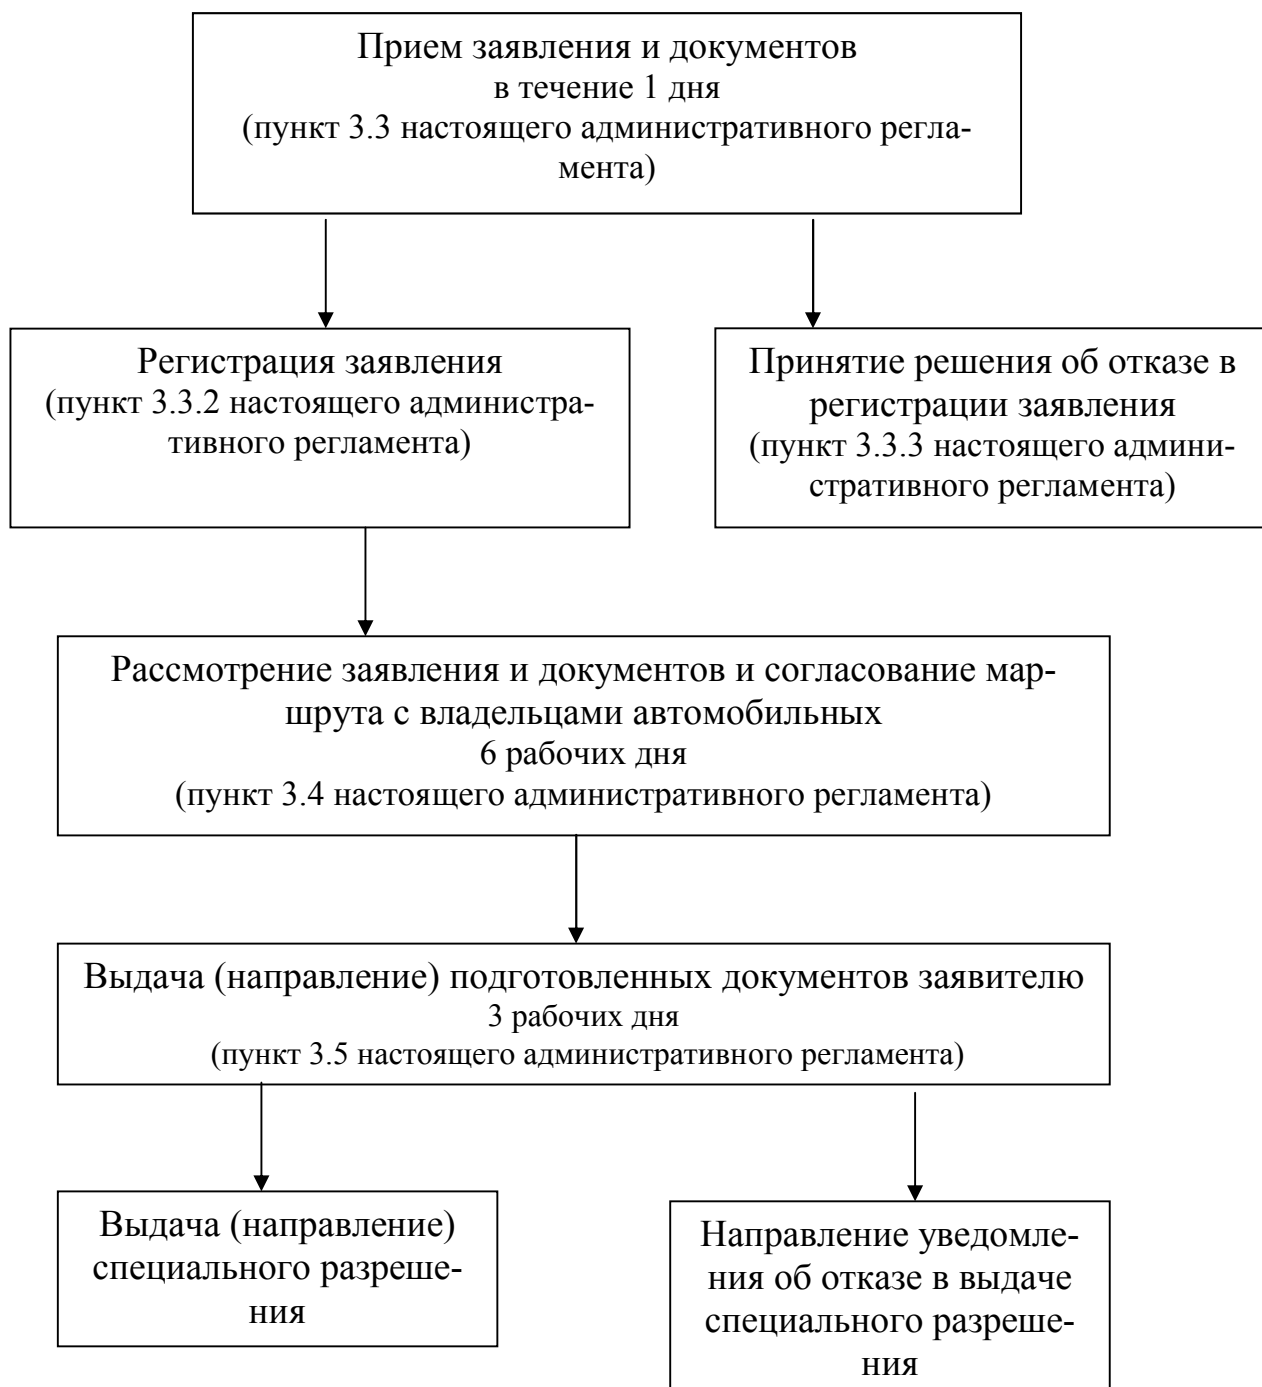 Прием заявления и документов
в течение 1 дня
(пункт 3.3 настоящего административного регла-
мента)
Регистрация заявления
(пункт 3.3.2 настоящего администра-
тивного регламента)
Принятие решения об отказе в
регистрации заявления
(пункт 3.3.3 настоящего админи-
стративного регламента)
Рассмотрение заявления и документов и согласование мар-
шрута с владельцами автомобильных
6 рабочих дня
(пункт 3.4 настоящего административного регламента)
Выдача (направление) подготовленных документов заявителю
3 рабочих дня
(пункт 3.5 настоящего административного регламента)
Выдача (направление)
специального разреше-
ния
Направление уведомле-
ния об отказе в выдаче
специального разреше-
ния